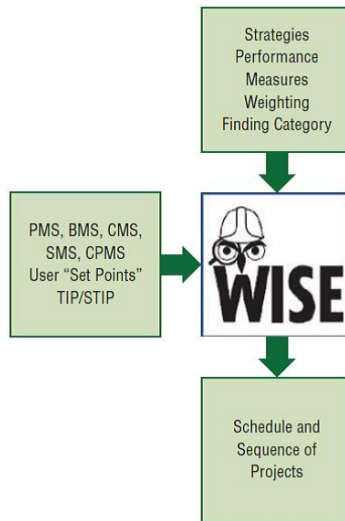 Strategies
Performance
Measures
Weighting
Finding Category
PMS, BMS, CMS,
SMS, CPMS
User “Set Points”
TIP/STIP
WISE
Schedule and
Sequence of
Projects